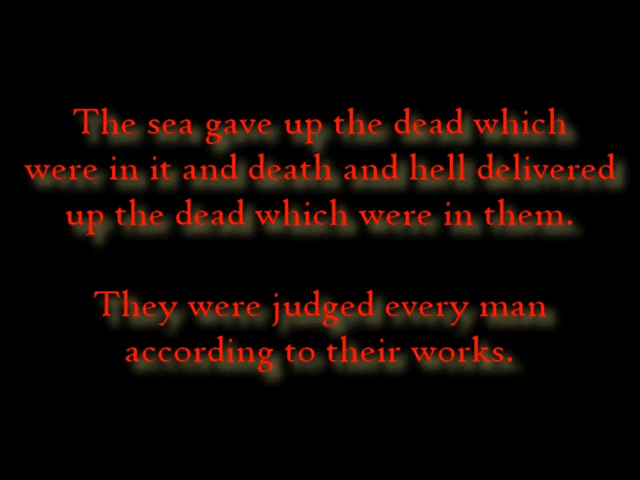 The sea gave up the dead which
were in it and death and hell delivered
up the dead which were in them.
They were judged every man
according to their works.